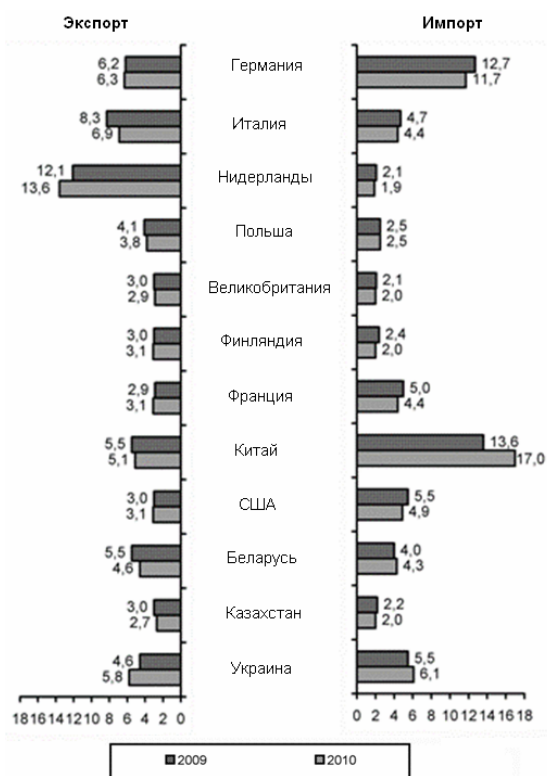 Экспорт Импорт
6,2 Германия 12,7
6,3 11,7
8,3 Италия 4,7
6,9 4,4
12,1 Нидерланды 2,1
13,6 1,9
4,1 Польша 2,5
3,8 2,5
3,0 Великобритания 2,1
2,9 2,0
3,0 Финляндия 2,4
3,1 2,0
2,9 Франция 5,0
3,1 4,4
5,5 Китай 13,6
5,1 17,0
3,0 США 5,5
3,1 4,9
5,5 Беларусь 4,0
4,6 4,3
3,0 Казахстан 2,2
2,7 2,0
4,6 Украина 5,5
5,8 6,1
18 16 14 12 10 8 6 4 2 0 0 2 4 6 8 10 12 14 16 18
2009 2010